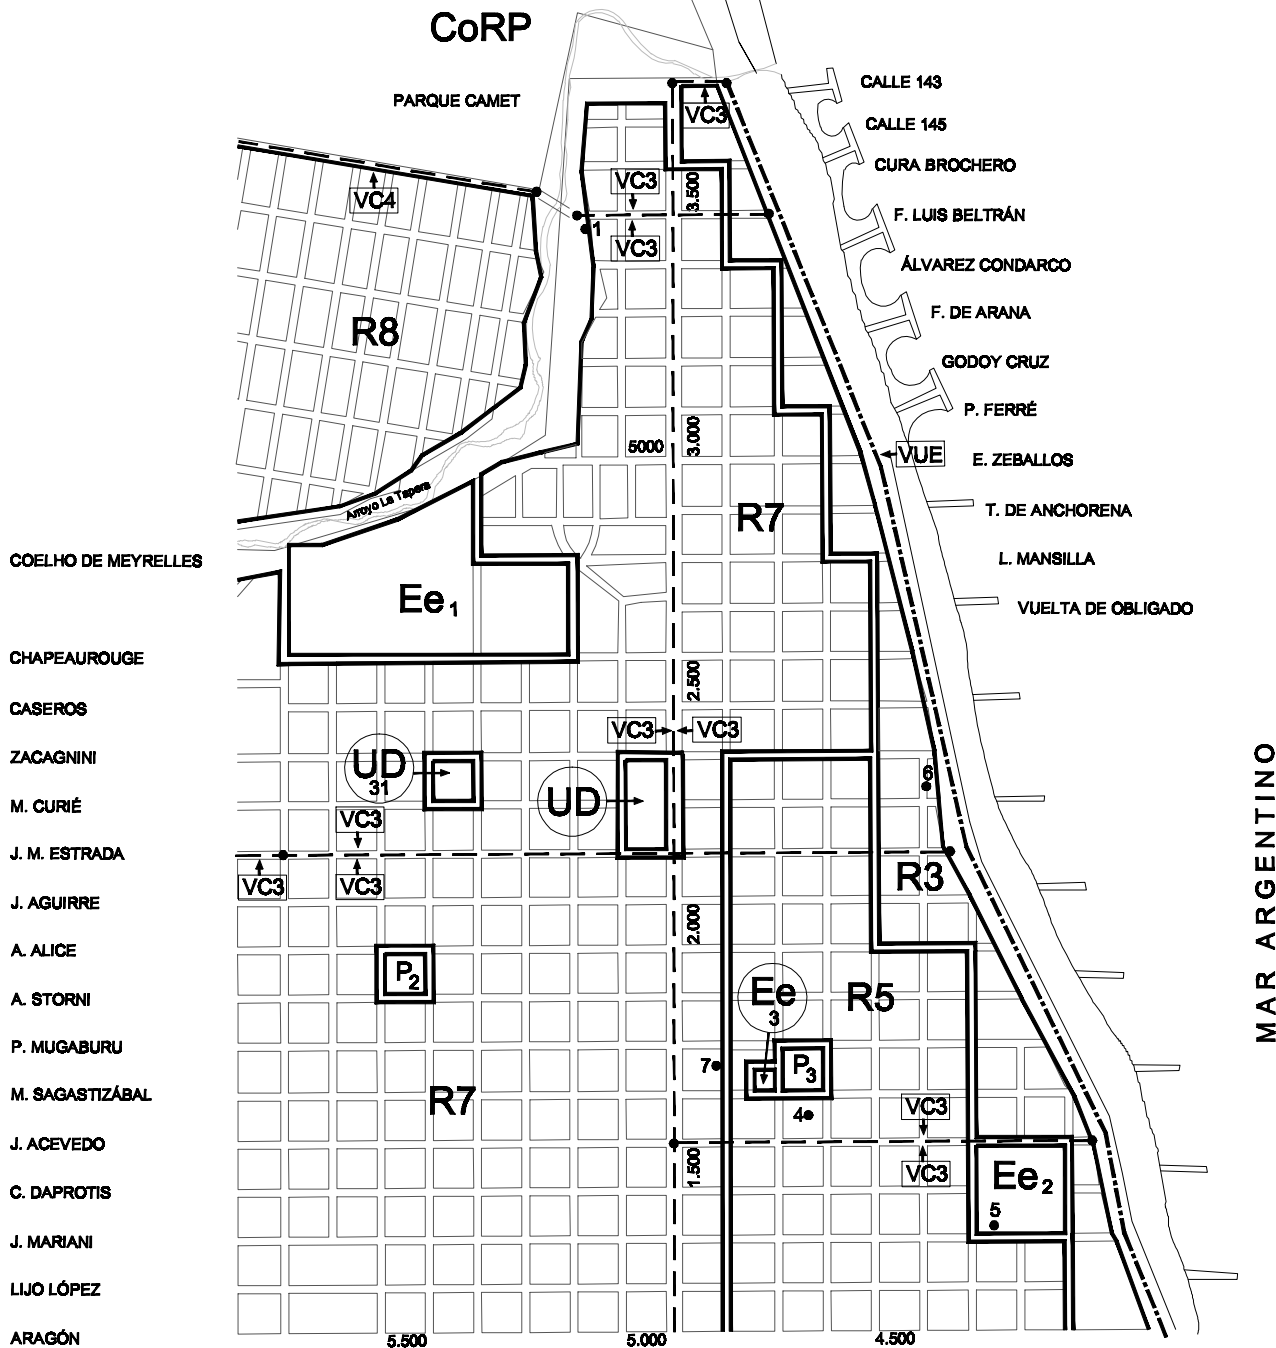 CoRP
PARQUE CAMET
CALLE 143
VC3
CALLE 145
CURA BROCHERO
VC4
VC3
3.500
F. LUIS BELTRÁN
1
VC3
ÁLVAREZ CONDARCO
F. DE ARANA
R8
GODOY CRUZ
P. FERRÉ
5000
3.000
VUE
E. ZEBALLOS
Arroyo La Tapera
R7
T. DE ANCHORENA
COELHO DE MEYRELLES
L. MANSILLA
Ee 1
VUELTA DE OBLIGADO
CHAPEAUROUGE
2.500
CASEROS
VC3
VC3
ZACAGNINI
UD
31
6
M. CURIÉ
UD
VC3
J. M. ESTRADA
VC3
VC3
R3
J. AGUIRRE
2.000
A. ALICE
P2
A. STORNI
Ee
3
R5
MAR ARGENTINO
P. MUGABURU
7
P3
M. SAGASTIZÁBAL
R7
4
VC3
J. ACEVEDO
1.500
VC3
Ee 2
C. DAPROTIS
5
J. MARIANI
LIJO LÓPEZ
ARAGÓN
5.500
5.000
4.500